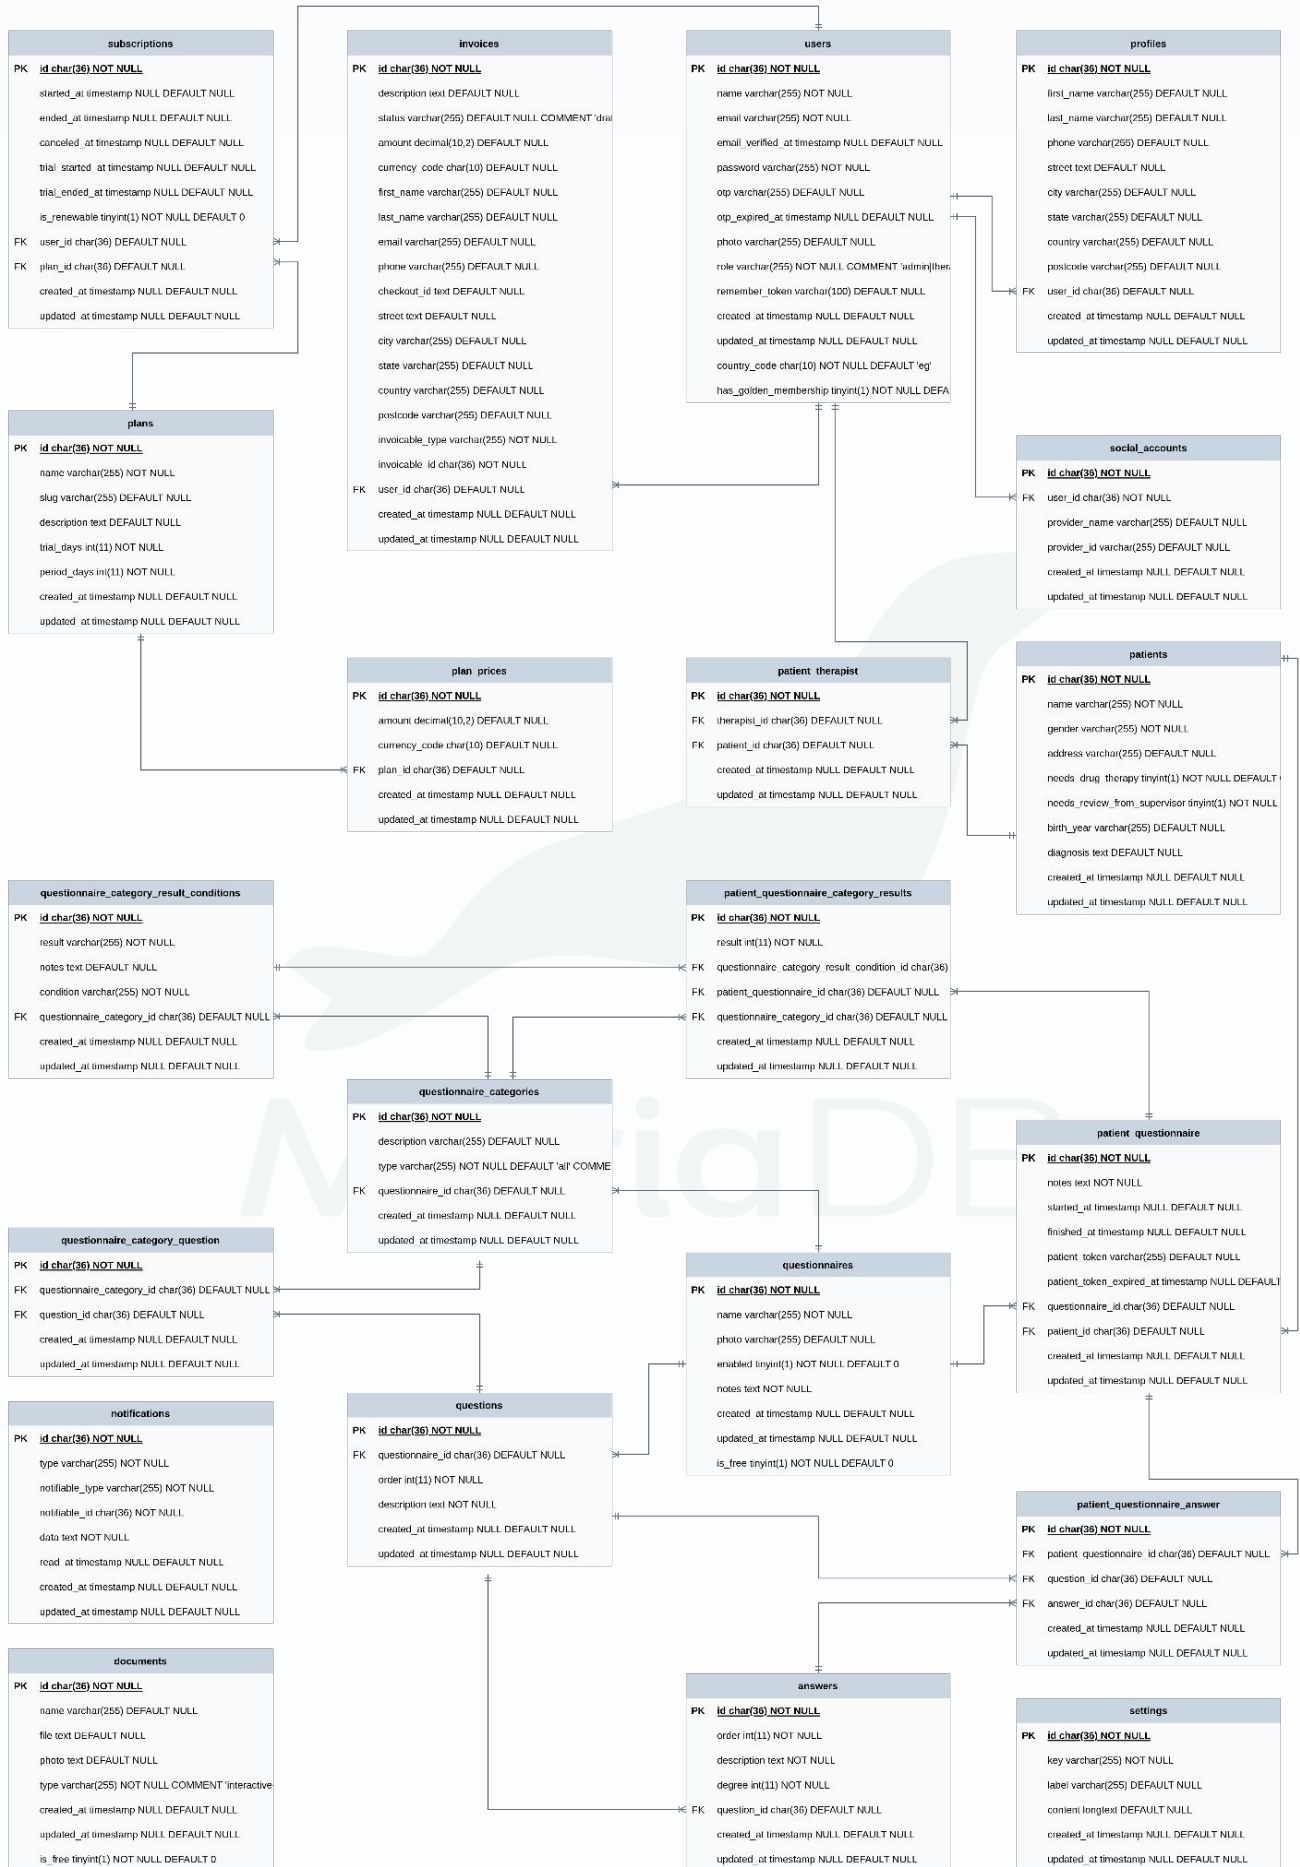 subscriptions
PK id char(36) NOT NULL
started_at timestamp NULL DEFAULT NULL
ended_at timestamp NULL DEFAULT NULL
canceled_at timestamp NULL DEFAULT NULL
trial_started_at timestamp NULL DEFAULT NULL
trial_ended_at timestamp NULL DEFAULT NULL
is_renewable tinyint(1) NOT NULL DEFAULT 0
FK user_id char(36) DEFAULT NULL
FK plan_id char(36) DEFAULT NULL
created_at timestamp NULL DEFAULT NULL
updated_at timestamp NULL DEFAULT NULL
invoices
PK id char(36) NOT NULL
description text DEFAULT NULL
status varchar(255) DEFAULT NULL COMMENT 'dra
amount decimal(10,2) DEFAULT NULL
currency_code char(10) DEFAULT NULL
first_name varchar(255) DEFAULT NULL
last_name varchar(255) DEFAULT NULL
email varchar(255) DEFAULT NULL
phone varchar(255) DEFAULT NULL
checkout_id text DEFAULT NULL
street text DEFAULT NULL
city varchar(255) DEFAULT NULL
state varchar(255) DEFAULT NULL
country varchar(255) DEFAULT NULL
postcode varchar(255) DEFAULT NULL
invoicable_type varchar(255) NOT NULL
invoicable_id char(36) NOT NULL
FK user_id char(36) DEFAULT NULL
created_at timestamp NULL DEFAULT NULL
updated_at timestamp NULL DEFAULT NULL
users
PK id char(36) NOT NULL
name varchar(255) NOT NULL
email varchar(255) NOT NULL
email_verified_at timestamp NULL DEFAULT NULL
password varchar(255) NOT NULL
otp varchar(255) DEFAULT NULL
otp_expired_at timestamp NULL DEFAULT NULL
photo varchar(255) DEFAULT NULL
role varchar(255) NOT NULL COMMENT 'admin|ther
remember_token varchar(100) DEFAULT NULL
created_at timestamp NULL DEFAULT NULL
updated_at timestamp NULL DEFAULT NULL
country_code char(10) NOT NULL DEFAULT 'eg'
has_golden_membership tinyint(1) NOT NULL DEFA
profiles
PK id char(36) NOT NULL
first_name varchar(255) DEFAULT NULL
last_name varchar(255) DEFAULT NULL
phone varchar(255) DEFAULT NULL
street text DEFAULT NULL
city varchar(255) DEFAULT NULL
state varchar(255) DEFAULT NULL
country varchar(255) DEFAULT NULL
postcode varchar(255) DEFAULT NULL
FK user_id char(36) DEFAULT NULL
created_at timestamp NULL DEFAULT NULL
updated_at timestamp NULL DEFAULT NULL
plans
PK id char(36) NOT NULL
name varchar(255) NOT NULL
slug varchar(255) DEFAULT NULL
description text DEFAULT NULL
trial_days int(11) NOT NULL
period_days int(11) NOT NULL
created_at timestamp NULL DEFAULT NULL
updated_at timestamp NULL DEFAULT NULL
social_accounts
PK id char(36) NOT NULL
FK user_id char(36) NOT NULL
provider_name varchar(255) DEFAULT NULL
provider_id varchar(255) DEFAULT NULL
created_at timestamp NULL DEFAULT NULL
updated_at timestamp NULL DEFAULT NULL
plan_prices
PK id char(36) NOT NULL
amount decimal(10,2) DEFAULT NULL
currency_code char(10) DEFAULT NULL
FK plan_id char(36) DEFAULT NULL
created_at timestamp NULL DEFAULT NULL
updated_at timestamp NULL DEFAULT NULL
patient_therapist
PK id char(36) NOT NULL
FK therapist_id char(36) DEFAULT NULL
FK patient_id char(36) DEFAULT NULL
created_at timestamp NULL DEFAULT NULL
updated_at timestamp NULL DEFAULT NULL
patients
PK id char(36) NOT NULL
name varchar(255) NOT NULL
gender varchar(255) NOT NULL
address varchar(255) DEFAULT NULL
needs_drug_therapy tinyint(1) NOT NULL DEFAULT
needs_review_from_supervisor tinyint(1) NOT NULL
birth_year varchar(255) DEFAULT NULL
diagnosis text DEFAULT NULL
created_at timestamp NULL DEFAULT NULL
updated_at timestamp NULL DEFAULT NULL
questionnaire_category_result_conditions
PK id char(36) NOT NULL
result varchar(255) NOT NULL
notes text DEFAULT NULL
condition varchar(255) NOT NULL
FK questionnaire_category_id char(36) DEFAULT NULL
created_at timestamp NULL DEFAULT NULL
updated_at timestamp NULL DEFAULT NULL
patient_questionnaire_category_results
PK id char(36) NOT NULL
result int(11) NOT NULL
FK questionnaire_category_result_condition_id char(36)
FK patient_questionnaire_id char(36) DEFAULT NULL
FK questionnaire_category_id char(36) DEFAULT NULL
created_at timestamp NULL DEFAULT NULL
updated_at timestamp NULL DEFAULT NULL
questionnaire_categories
PK id char(36) NOT NULL
description varchar(255) DEFAULT NULL
type varchar(255) NOT NULL DEFAULT 'all' COMME
FK questionnaire_id char(36) DEFAULT NULL
created_at timestamp NULL DEFAULT NULL
updated_at timestamp NULL DEFAULT NULL
MariaDB
patient_questionnaire
PK id char(36) NOT NULL
notes text NOT NULL
started_at timestamp NULL DEFAULT NULL
finished_at timestamp NULL DEFAULT NULL
patient_token varchar(255) DEFAULT NULL
patient_token_expired_at timestamp NULL DEFAULT
FK questionnaire_id char(36) DEFAULT NULL
FK patient_id char(36) DEFAULT NULL
created_at timestamp NULL DEFAULT NULL
updated_at timestamp NULL DEFAULT NULL
questionnaire_category_question
PK id char(36) NOT NULL
FK questionnaire_category_id char(36) DEFAULT NULL
FK question_id char(36) DEFAULT NULL
created_at timestamp NULL DEFAULT NULL
updated_at timestamp NULL DEFAULT NULL
questionnaires
PK id char(36) NOT NULL
name varchar(255) NOT NULL
photo varchar(255) DEFAULT NULL
enabled tinyint(1) NOT NULL DEFAULT 0
notes text NOT NULL
created_at timestamp NULL DEFAULT NULL
updated_at timestamp NULL DEFAULT NULL
is_free tinyint(1) NOT NULL DEFAULT 0
notifications
PK id char(36) NOT NULL
type varchar(255) NOT NULL
notifiable_type varchar(255) NOT NULL
notifiable_id char(36) NOT NULL
data text NOT NULL
read_at timestamp NULL DEFAULT NULL
created_at timestamp NULL DEFAULT NULL
updated_at timestamp NULL DEFAULT NULL
questions
PK id char(36) NOT NULL
FK questionnaire_id char(36) DEFAULT NULL
order int(11) NOT NULL
description text NOT NULL
created_at timestamp NULL DEFAULT NULL
updated_at timestamp NULL DEFAULT NULL
patient_questionnaire_answer
PK id char(36) NOT NULL
FK patient_questionnaire_id char(36) DEFAULT NULL
FK question_id char(36) DEFAULT NULL
FK answer_id char(36) DEFAULT NULL
created_at timestamp NULL DEFAULT NULL
updated_at timestamp NULL DEFAULT NULL
documents
PK id char(36) NOT NULL
name varchar(255) DEFAULT NULL
file text DEFAULT NULL
photo text DEFAULT NULL
type varchar(255) NOT NULL COMMENT 'interactive
created_at timestamp NULL DEFAULT NULL
updated_at timestamp NULL DEFAULT NULL
is_free tinyint(1) NOT NULL DEFAULT 0
answers
PK id char(36) NOT NULL
order int(11) NOT NULL
description text NOT NULL
degree int(11) NOT NULL
FK question_id char(36) DEFAULT NULL
created_at timestamp NULL DEFAULT NULL
updated_at timestamp NULL DEFAULT NULL
settings
PK id char(36) NOT NULL
key varchar(255) NOT NULL
label varchar(255) DEFAULT NULL
content longtext DEFAULT NULL
created_at timestamp NULL DEFAULT NULL
updated_at timestamp NULL DEFAULT NULL